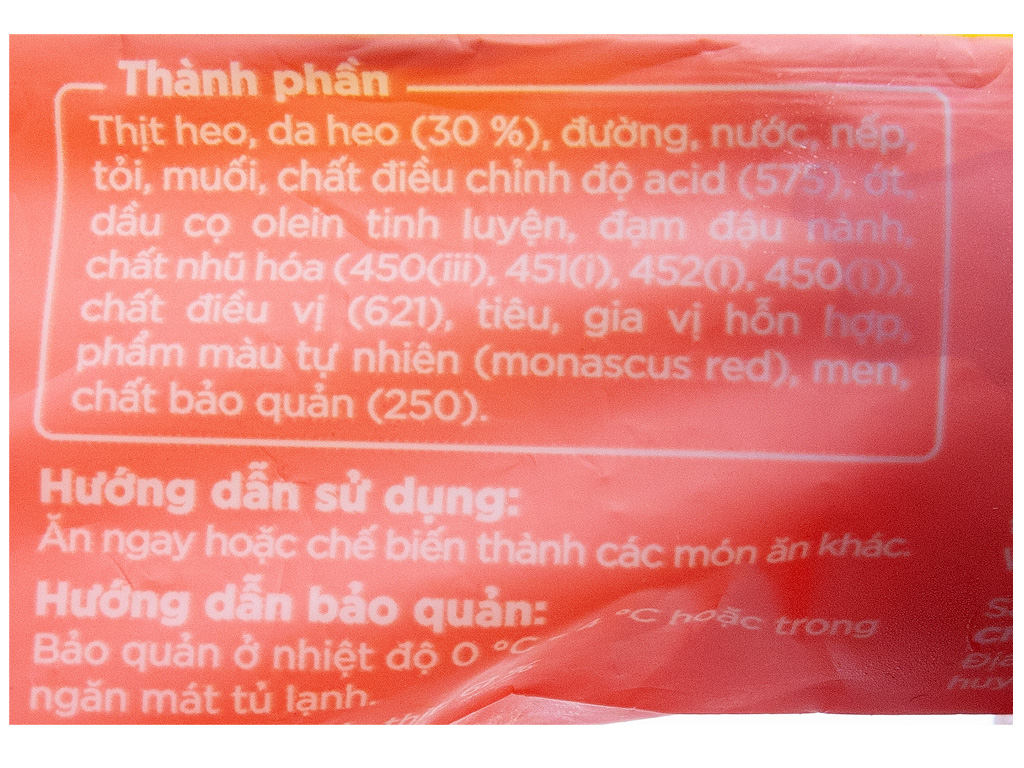 Thành phần
Thịt heo, da heo (30 %), đường, nước, nếp,
tỏi, muối, chất điều chỉnh độ acid (575), ớt,
dầu cọ olein tinh luyện, đạm đậu nành,
chất nhũ hóa (450(iii), 451(i), 452(i), 450(i)),
chất điều vị (621), tiêu, gia vị hỗn hợp,
phẩm màu tự nhiên (monascus red), men,
chất bảo quản (250).
Hướng dẫn sử dụng:
Ăn ngay hoặc chế biến thành các món ăn khác.
Hướng dẫn bảo quản:
Bảo quản ở nhiệt độ 0 °C °C hoặc trong
ngăn mát tủ lạnh.